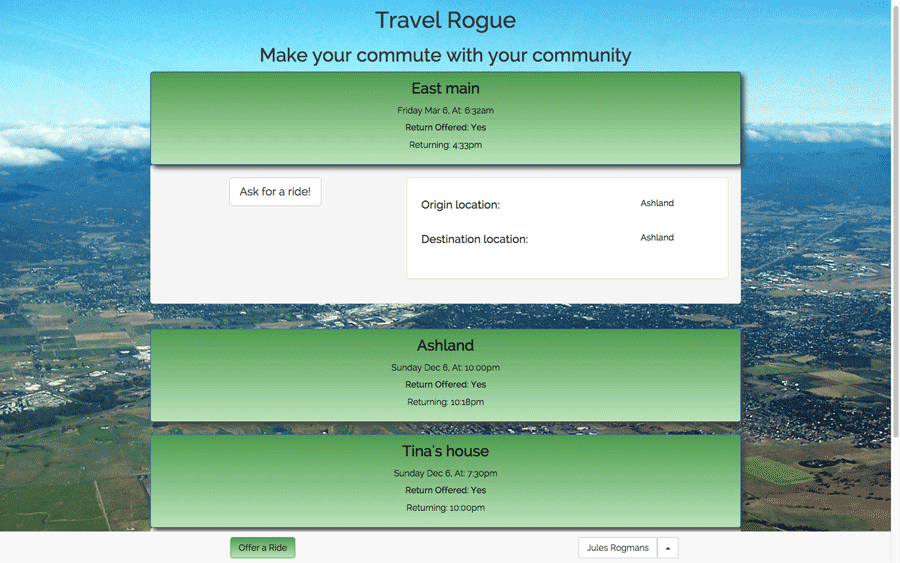 Travel Rogue
Make your commute with your community
East main
Friday Mar 6, At: 6:32am
Return Offered: Yes
Returning: 4:33pm
Ask for a ride!
Origin location: Ashland
Destination location: Ashland
Ashland
Sunday Dec 6, At: 10:00pm
Return Offered: Yes
Returning: 10:18pm
Tina's house
Sunday Dec 6, At: 7:30pm
Return Offered: Yes
Returning: 10:00pm
Offer a Ride
Jules Rogmans